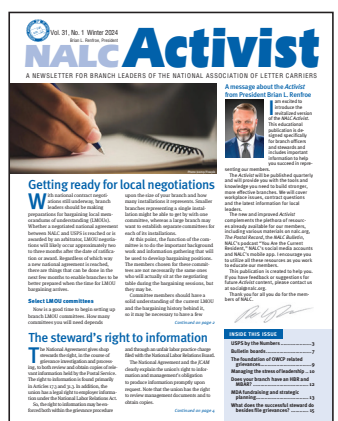 Vol. 31, No. 1 Winter 2024
Brian L. Renfroe, President
NALC Activist
A NEWSLETTER FOR BRANCH LEADERS OF THE NATIONAL ASSOCIATION OF LETTER CARRIERS
A message about the Activist
from President Brian L. Renfroe
I am excited to
introduce the
revitalized version
of the NALC Activist.
This educational
publication is de-
signed specifically
for branch officers
and stewards and
includes important
information to help
you succeed in repre-
senting our members.
The Activist will be published quarterly
and will provide you with the tools and
knowledge you need to build stronger,
more effective branches. We will cover
workplace issues, contract questions
and the latest information for local
leaders.
The new and improved Activist
complements the plethora of resourc-
es already available for our members,
including various materials on nalc.org,
The Postal Record, the NALC Bulletin,
NALC's podcast "You Are the Current
Resident," NALC's social media accounts
and NALC's mobile app. I encourage you
to utilize all these resources as you work
to educate our members.
This publication is created to help you.
If you have feedback or suggestions for
future Activist content, please contact us
at social@nalc.org.
Thank you for all you do for the mem-
bers of NALC.
Getting ready for local negotiations
With national contract negoti-
ations still underway, branch
leaders should be making
preparations for bargaining local mem-
orandums of understanding (LMOUs).
Whether a negotiated national agreement
between NALC and USPS is reached or is
awarded by an arbitrator, LMOU negotia-
tions will likely occur approximately two
to three months after the date of ratifica-
tion or award. Regardless of which way
a new national agreement is reached,
there are things that can be done in the
next few months to enable branches to be
better prepared when the time for LMOU
bargaining arrives.
Select LMOU committees
Now is a good time to begin setting up
branch LMOU committees. How many
committees you will need depends
upon the size of your branch and how
many installations it represents. Smaller
branches representing a single instal-
lation might be able to get by with one
committee, whereas a large branch may
want to establish separate committees for
each of its installations.
At this point, the function of the com-
mittee is to do the important background
work and information gathering that will
be used to develop bargaining positions.
The members chosen for these commit-
tees are not necessarily the same ones
who will actually sit at the negotiating
table during the bargaining sessions, but
they may be.
Committee members should have a
solid understanding of the current LMOU
and the bargaining history behind it,
so it may be necessary to have a few
Continued on page 2
The steward's right to information
The National Agreement gives shop
stewards the right, in the course of
grievance investigation and process-
ing, to both review and obtain copies of rele-
vant information held by the Postal Service.
The right to information is found primarily
in Articles 17.3 and 31.3. In addition, the
union has a legal right to employer informa-
tion under the National Labor Relations Act.
So, the right to information may be en-
forced both within the grievance procedure
and through an unfair labor practice charge
filed with the National Labor Relations Board.
The National Agreement and the JCAM
clearly explain the union's right to infor-
mation and management's obligation
to produce information promptly upon
request. Note that the union has the right
to review management documents and to
obtain copies.
Continued on page 4
INSIDE THIS ISSUE
USPS by the Numbers 3
Bulletin boards 7
The foundation of OWCP related
grievances 9
Managing the stress of leadership 10
Does your branch have an HBR and
MBAR? 12
MDA fundraising and strategic
planning 13
What does the successful steward do
besides file grievances? 15